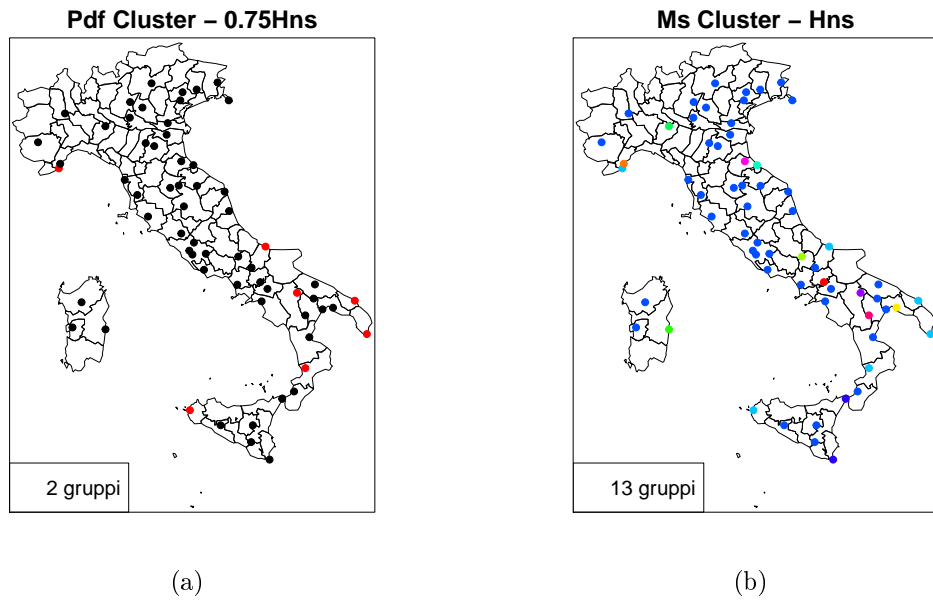 Pdf Cluster – 0.75Hns
2 gruppi
(a)
Ms Cluster – Hns
13 gruppi
(b)